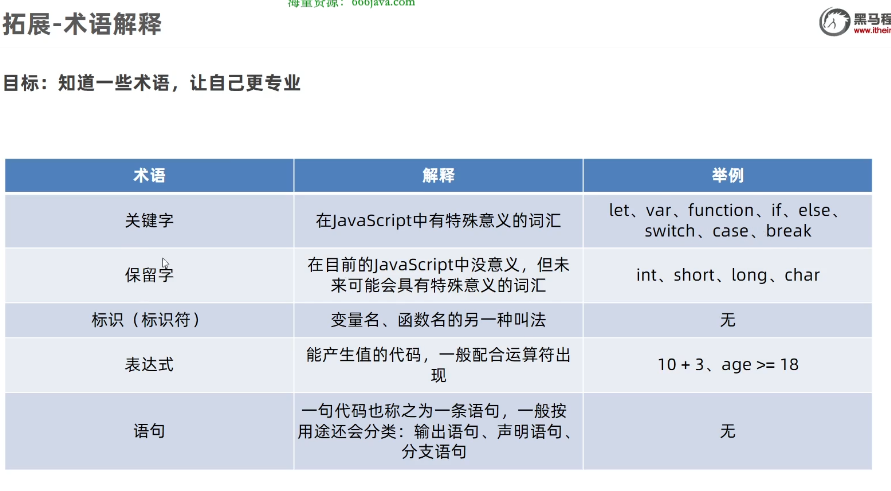 海量资源：666java.com
拓展-术语解释
黑马程
www.itheir
目标：知道一些术语，让自己更专业
术语 解释 举例
关键字 在JavaScript中有特殊意义的词汇 let、var、function、if、else、
switch、case、break
保留字 在目前的JavaScript中没意义，但未
来可能会具有特殊意义的词汇 int、short、long、char
标识（标识符） 变量名、函数名的另一种叫法 无
表达式 能产生值的代码，一般配合运算符出
现 10 + 3、age >= 18
语句 一句代码也称之为一条语句，一般按
用途还会分类：输出语句、声明语句、
分支语句 无